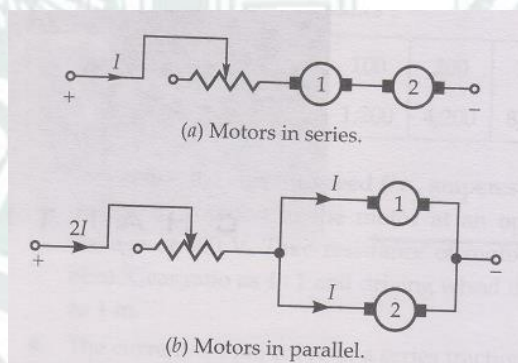 I
1
2
+
−
(a) Motors in series.
I
1
2I
+
−
I
2
(b) Motors in parallel.